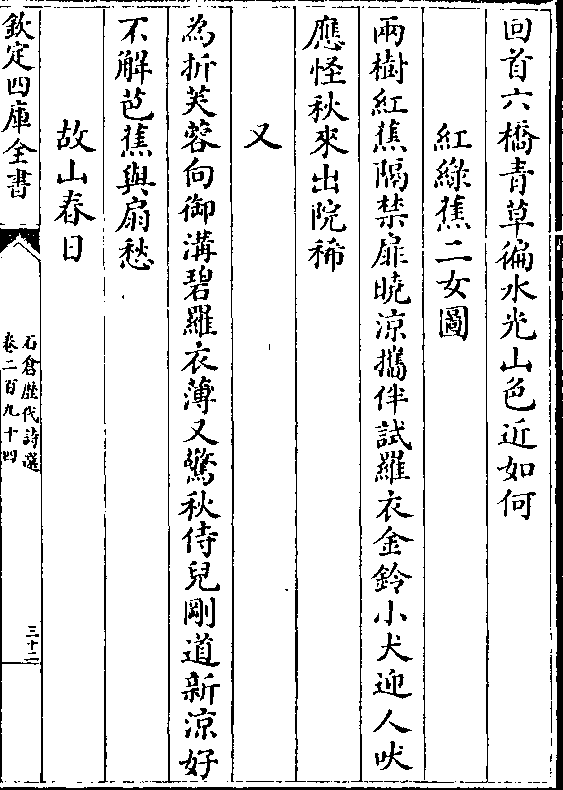 回首六橋青草徧水光山色近如何
紅綠蕉二女圖
兩樹紅蕉隔禁扉曉涼攜伴試羅衣金鈴小犬迎人吠
應怪秋來出院稀
又
為折芙蓉向御溝碧羅衣薄又驚秋侍兒剛道新涼好
不解芭蕉與扇愁
故山春日
欽定四庫全書
石倉歴代詩選
卷二百九十四
三十二